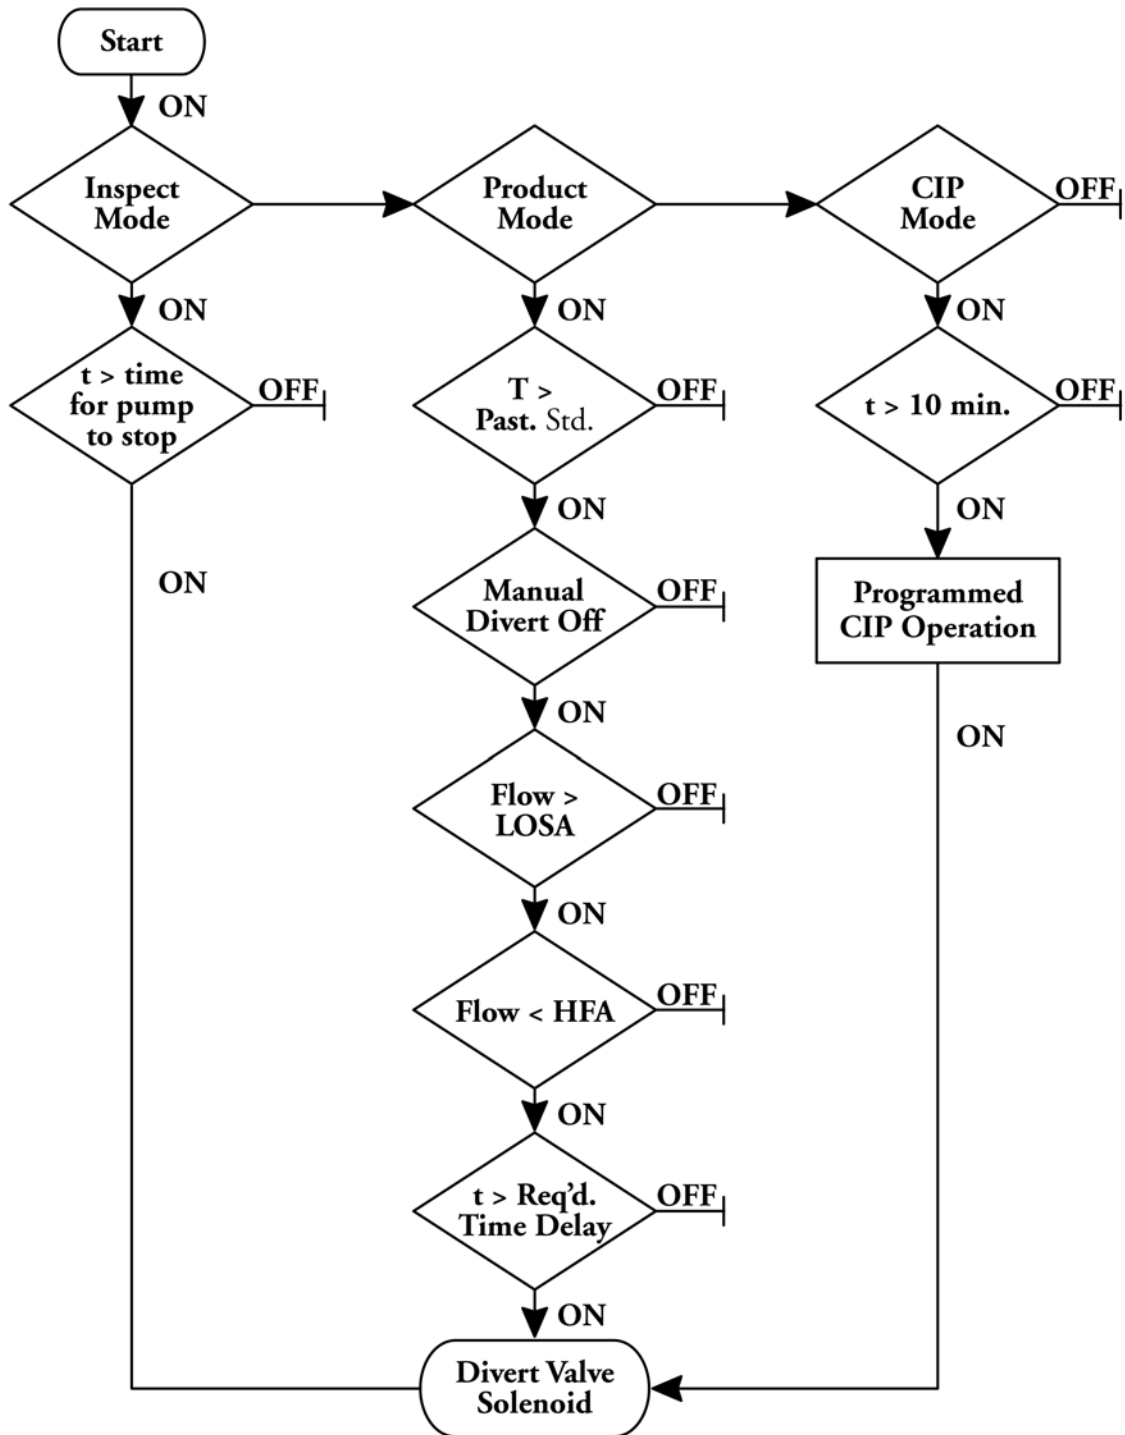 Start
ON
Inspect
Mode
Product
Mode
CIP
Mode
OFF
ON
ON
ON
t > time
for pump
to stop
OFF
T >
Past. Std.
OFF
t > 10 min.
OFF
ON
ON
ON
Manual
Divert Off
OFF
Programmed
CIP Operation
ON
ON
Flow >
LOSA
OFF
ON
Flow < HFA
OFF
ON
t > Req'd.
Time Delay
OFF
ON
Divert Valve
Solenoid